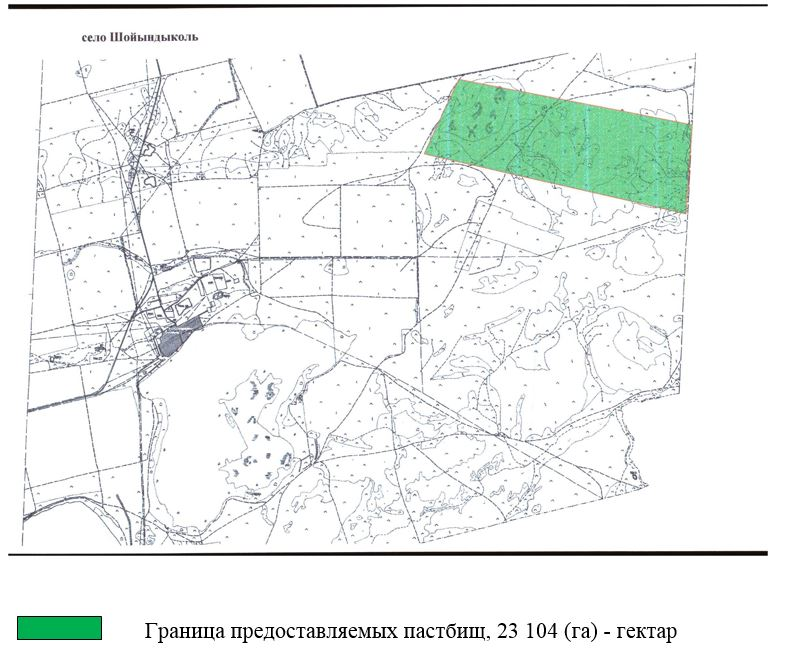 село Шойындыколь
Граница предоставляемых пастбищ, 23 104 (га) - гектар